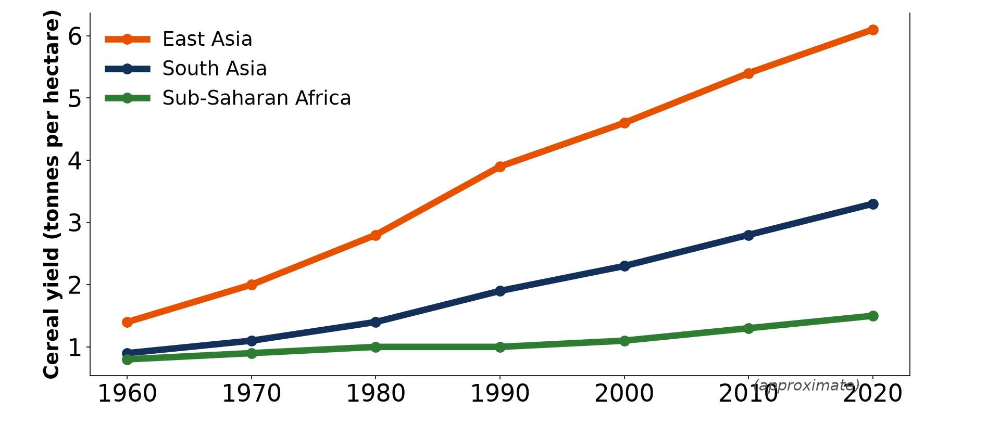 Cereal yield (tonnes per hectare)
6
5
4
3
2
1
East Asia
South Asia
Sub-Saharan Africa
1960 1970 1980 1990 2000 2010 2020
(approximate)